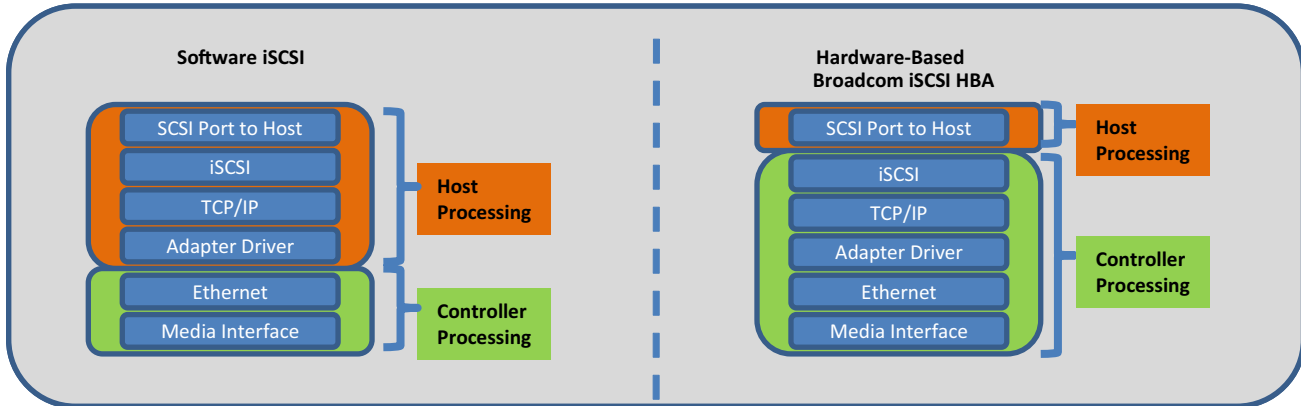 Software iSCSI
SCSI Port to Host
iSCSI
TCP/IP
Adapter Driver
Ethernet
Media Interface
Host
Processing
Controller
Processing
Hardware-Based
Broadcom iSCSI HBA
SCSI Port to Host
iSCSI
TCP/IP
Adapter Driver
Ethernet
Media Interface
Host
Processing
Controller
Processing